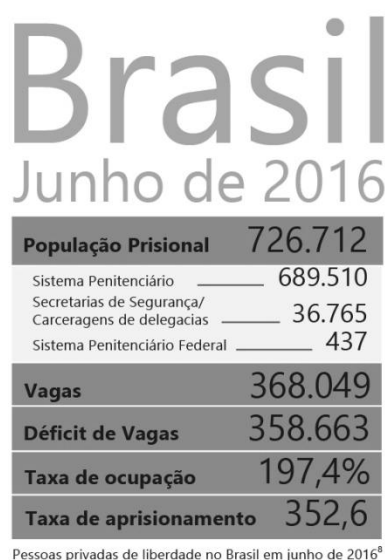 Brasil
Junho de 2016
População Prisional 726.712
Sistema Penitenciário 689.510
Secretarias de Segurança/
Carceragens de delegacias 36.765
Sistema Penitenciário Federal 437
Vagas 368.049
Déficit de Vagas 358.663
Taxa de ocupação 197,4%
Taxa de aprisionamento 352,6
Pessoas privadas de liberdade no Brasil em junho de 2016⁸